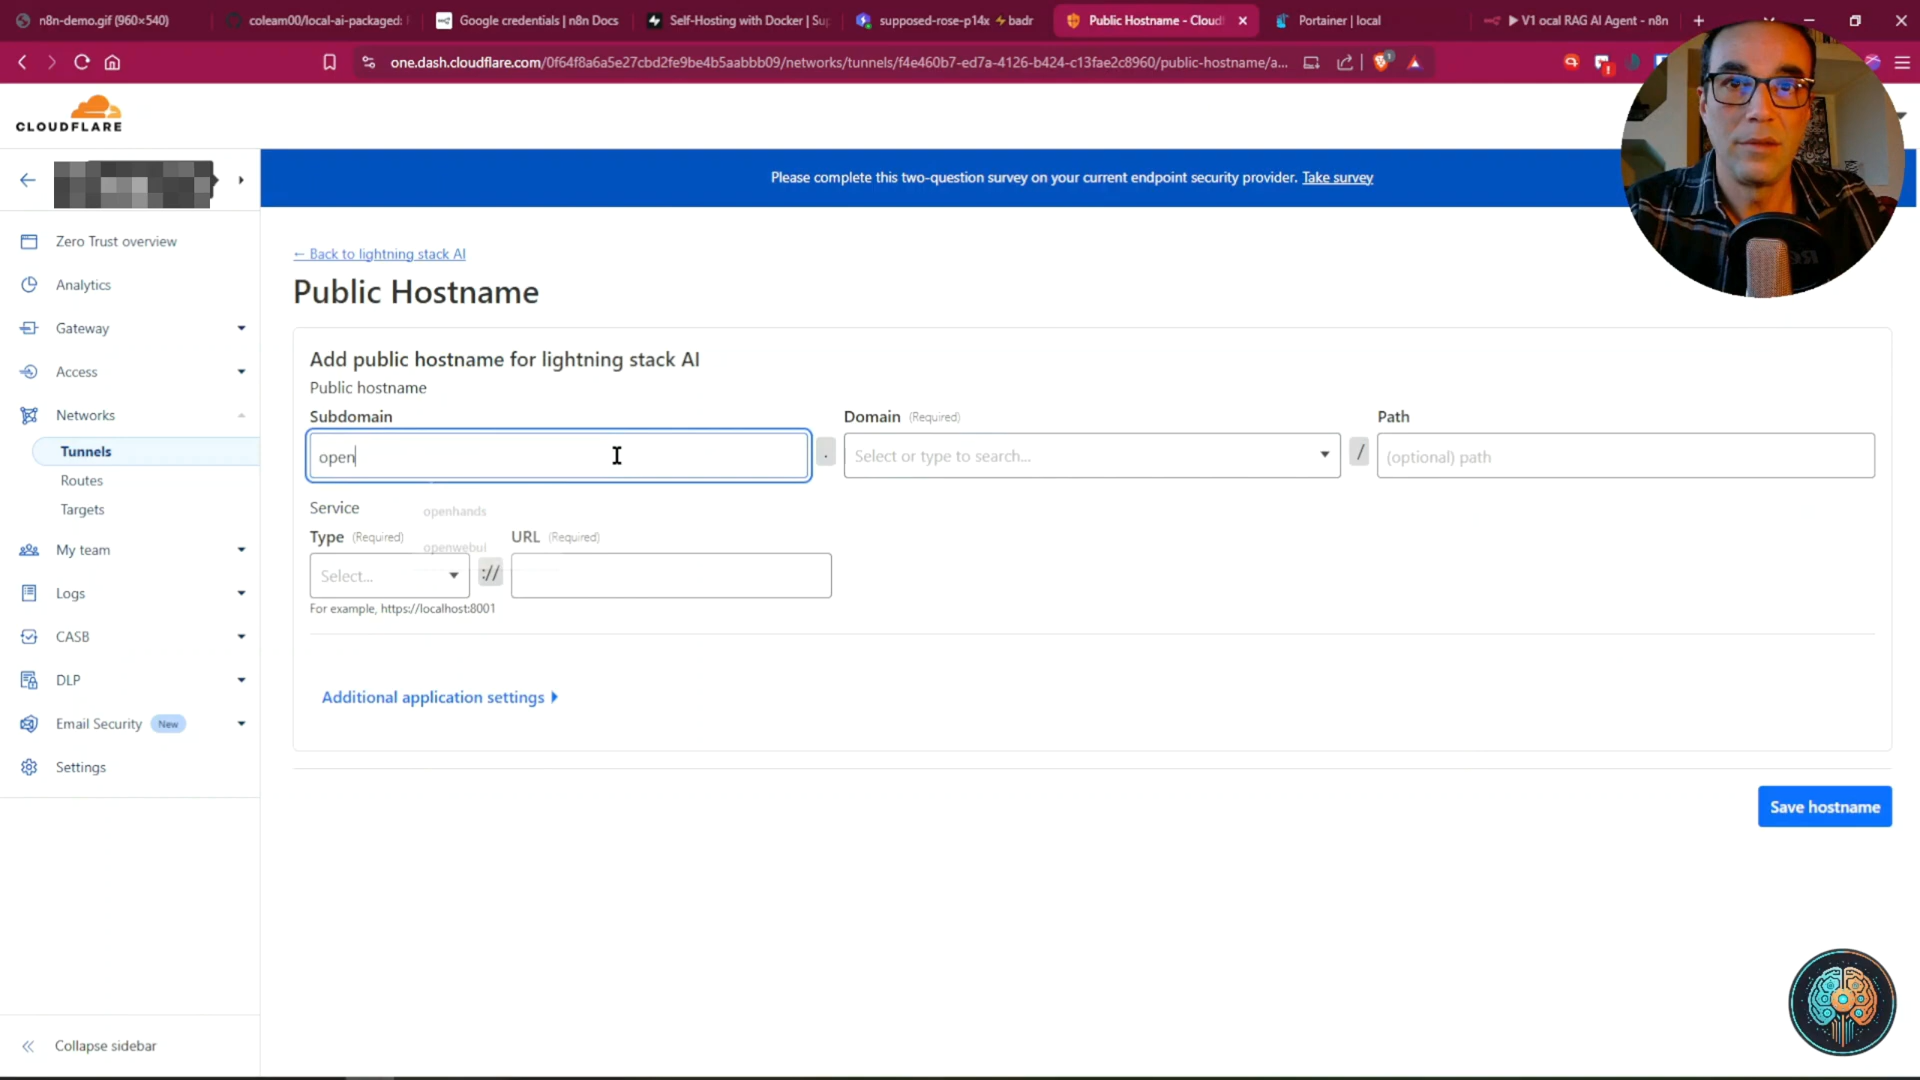 n8n-demo.gif (960×540)
coleam00/local-ai-packaged:
Google credentials | n8n Docs
Self-Hosting with Docker | Sup
supposed-rose-p14x ⚡ badr
Public Hostname - Cloud
Portainer | local
▶ V1 ocal RAG AI Agent - n8n
one.dash.cloudflare.com/0f64f8a6a5e27cbd2fe9be4b5aabbb09/networks/tunnels/f4e460b7-ed7a-4126-b424-c13fae2c8960/public-hostname/a...
CLOUDFLARE
Please complete this two-question survey on your current endpoint security provider. Take survey
Zero Trust overview
Analytics
Gateway
Access
Networks
Tunnels
Routes
Targets
My team
Logs
CASB
DLP
Email Security New
Settings
Collapse sidebar
← Back to lightning stack AI
Public Hostname
Add public hostname for lightning stack AI
Public hostname
Subdomain
Domain (Required)
Path
open
.
Select or type to search...
/
(optional) path
Service
openhands
Type (Required)
openwebui
URL (Required)
Select...
://
For example, https://localhost:8001
Additional application settings
Save hostname